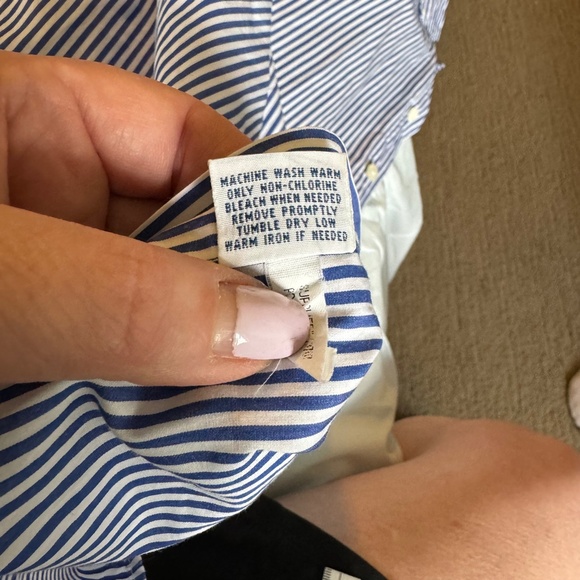 MACHINE WASH WARM
ONLY NON-CHLORINE
BLEACH WHEN NEEDED
REMOVE PROMPTLY
TUMBLE DRY LOW
WARM IRON IF NEEDED